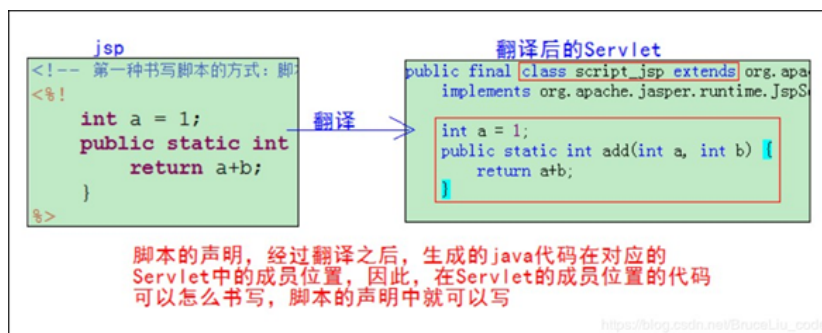 jsp
<!-- 第一种书写脚本的方式：脚
<%!
int a = 1;
public static int
return a+b;
}
%>
翻译
翻译后的Servlet
public final class script_jsp extends org.apa
implements org.apache.jasper.runtime.JspS
int a = 1;
public static int add(int a, int b) {
return a+b;
}
脚本的声明，经过翻译之后，生成的java代码在对应的
Servlet中的成员位置，因此，在Servlet的成员位置的代码
可以怎么书写，脚本的声明中就可以写
https://blog.csdn.net/BruceLiu_code